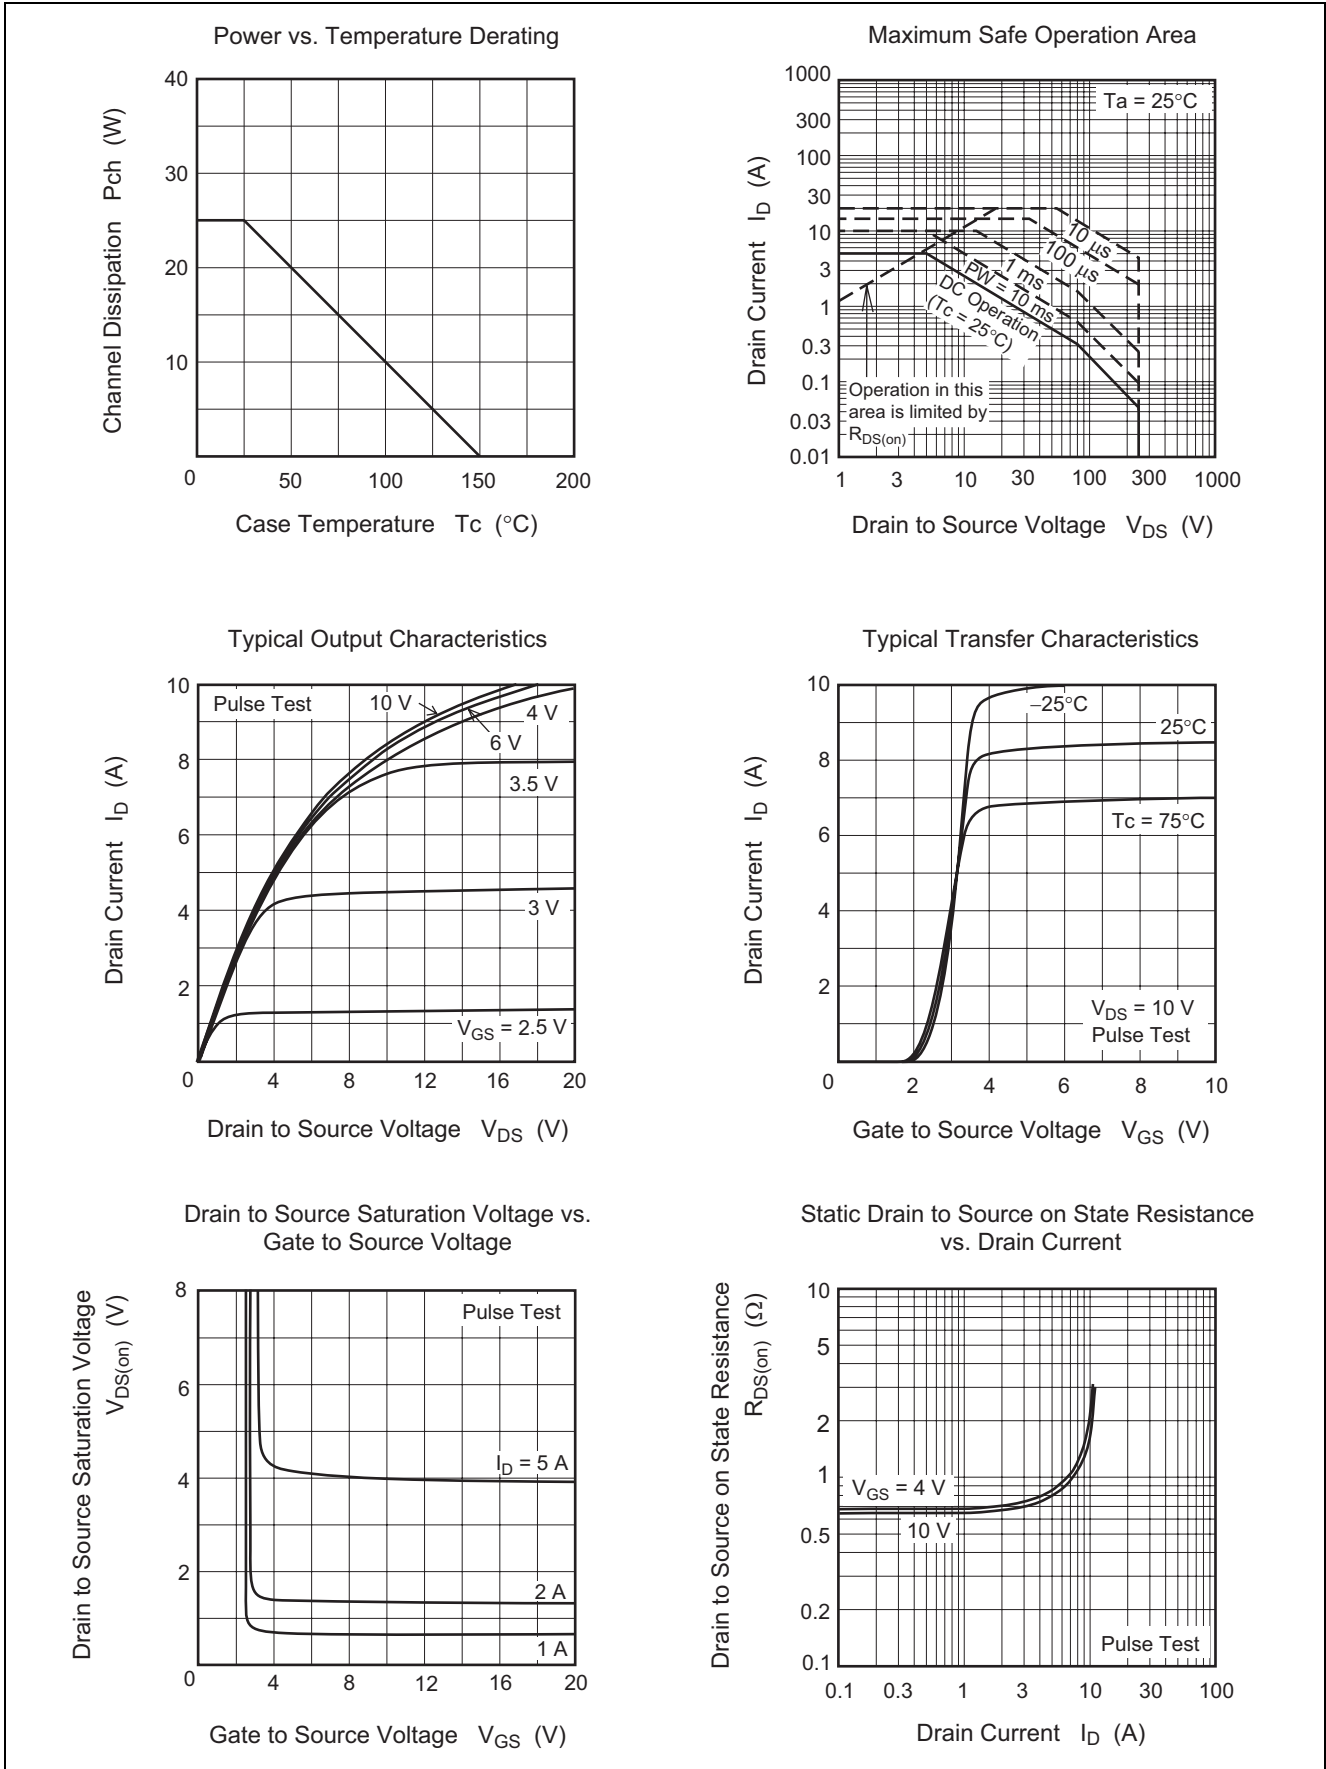 Power vs. Temperature Derating
40
30
20
10
0
50
100
150
200
Channel Dissipation Pch (W)
Case Temperature Tc (°C)
Maximum Safe Operation Area
1000
300
100
30
10
3
1
0.3
0.1
0.03
0.01
1
3
10
30
100
300
1000
Drain Current ID (A)
Drain to Source Voltage VDS (V)
Ta = 25°C
10 μs
100 μs
1 ms
PW = 10 ms
DC Operation
(Tc = 25°C)
Operation in this
area is limited by
RDS(on)
Typical Output Characteristics
10
8
6
4
2
0
4
8
12
16
20
Drain Current ID (A)
Drain to Source Voltage VDS (V)
Pulse Test
10 V
4 V
6 V
3.5 V
3 V
VGS = 2.5 V
Typical Transfer Characteristics
10
8
6
4
2
0
2
4
6
8
10
Drain Current ID (A)
Gate to Source Voltage VGS (V)
–25°C
25°C
Tc = 75°C
VDS = 10 V
Pulse Test
Drain to Source Saturation Voltage vs.
Gate to Source Voltage
8
6
4
2
0
4
8
12
16
20
Drain to Source Saturation Voltage
VDS(on) (V)
Gate to Source Voltage VGS (V)
Pulse Test
ID = 5 A
2 A
1 A
Static Drain to Source on State Resistance
vs. Drain Current
10
5
2
1
0.5
0.2
0.1
0.1
0.3
1
3
10
30
100
Drain to Source on State Resistance
RDS(on) (Ω)
Drain Current ID (A)
VGS = 4 V
10 V
Pulse Test